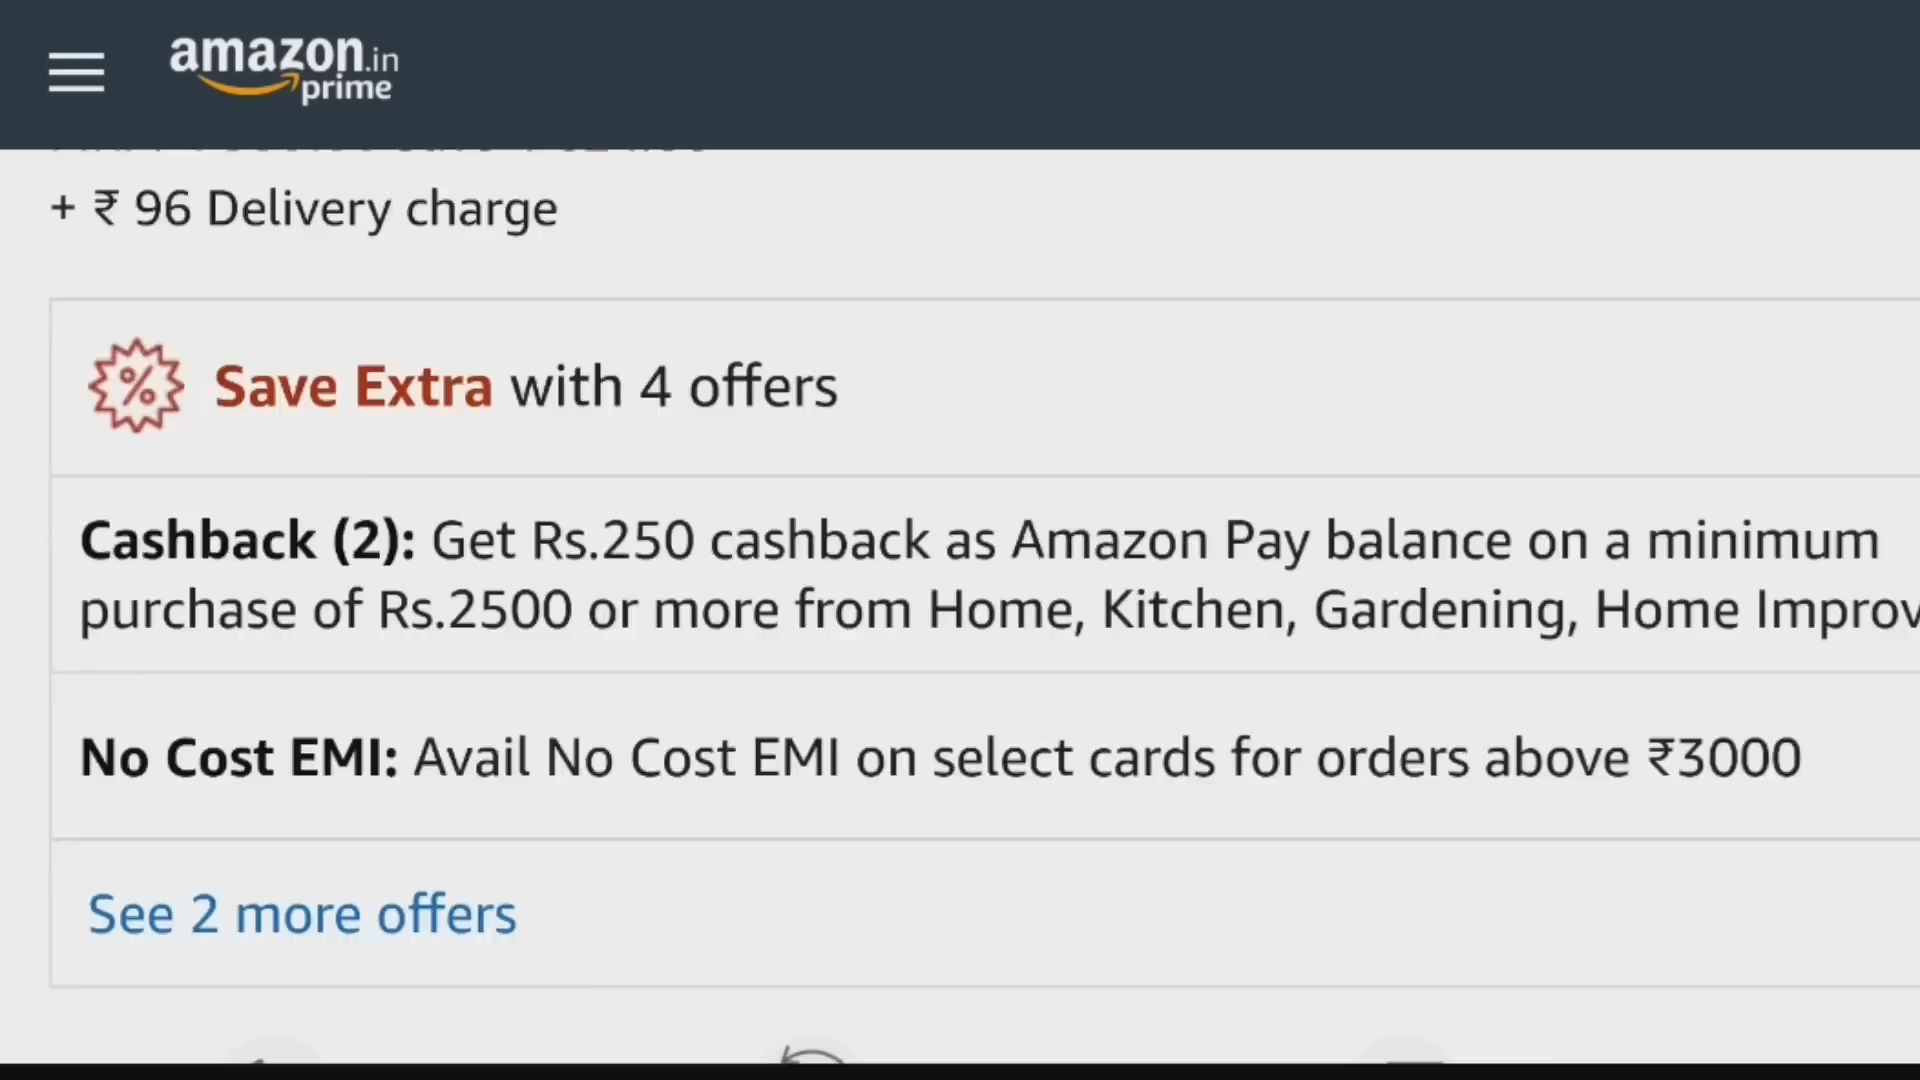 amazon.in
prime
+ ₹ 96 Delivery charge
Save Extra with 4 offers
Cashback (2): Get Rs.250 cashback as Amazon Pay balance on a minimum
purchase of Rs.2500 or more from Home, Kitchen, Gardening, Home Improv
No Cost EMI: Avail No Cost EMI on select cards for orders above ₹3000
See 2 more offers